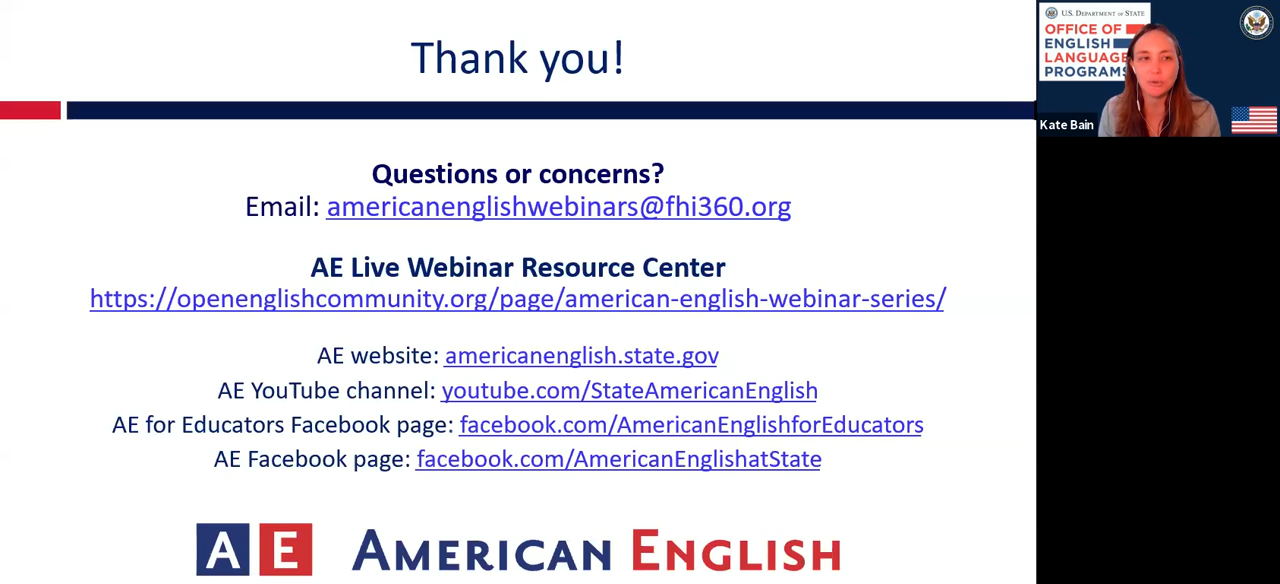 Thank you!
Questions or concerns?
Email: americanenglishwebinars@fhi360.org
AE Live Webinar Resource Center
https://openenglishcommunity.org/page/american-english-webinar-series/
AE website: americanenglish.state.gov
AE YouTube channel: youtube.com/StateAmericanEnglish
AE for Educators Facebook page: facebook.com/AmericanEnglishforEducators
AE Facebook page: facebook.com/AmericanEnglishatState
AE AMERICAN ENGLISH
U.S. DEPARTMENT OF STATE
OFFICE OF
ENGLISH
LANGUAGE
PROGRAMS
Kate Bain